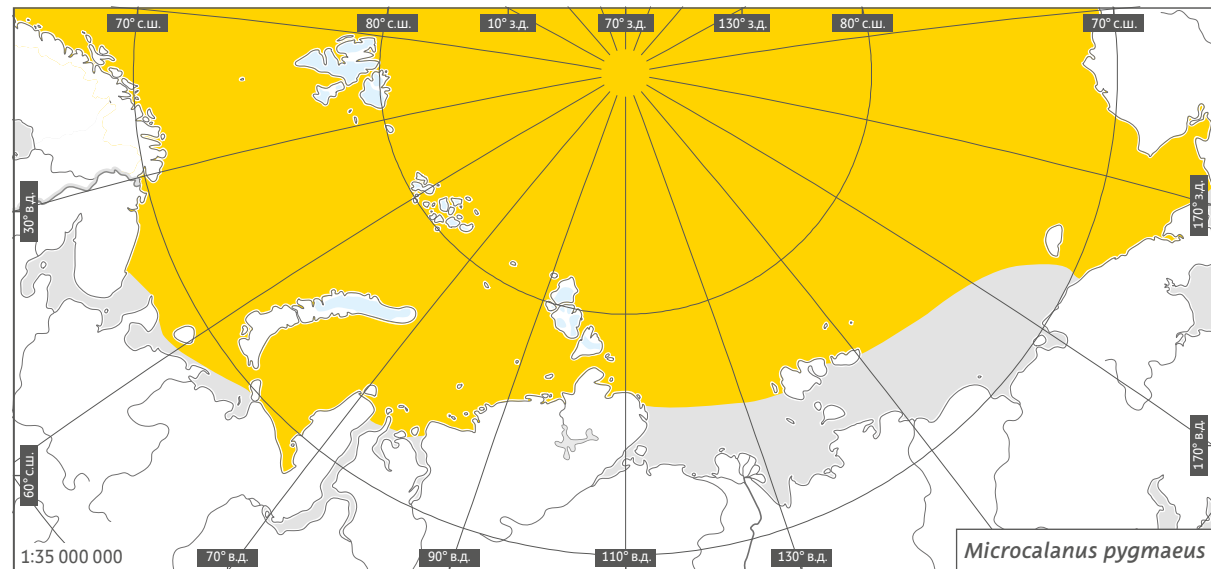 70° с.ш.
80° с.ш.
10° з.д.
70° з.д.
130° з.д.
80° с.ш.
70° с.ш.
30° в.д.
170° з.д.
60° с.ш.
170° в.д.
1:35 000 000
70° в.д.
90° в.д.
110° в.д.
130° в.д.
Microcalanus pygmaeus